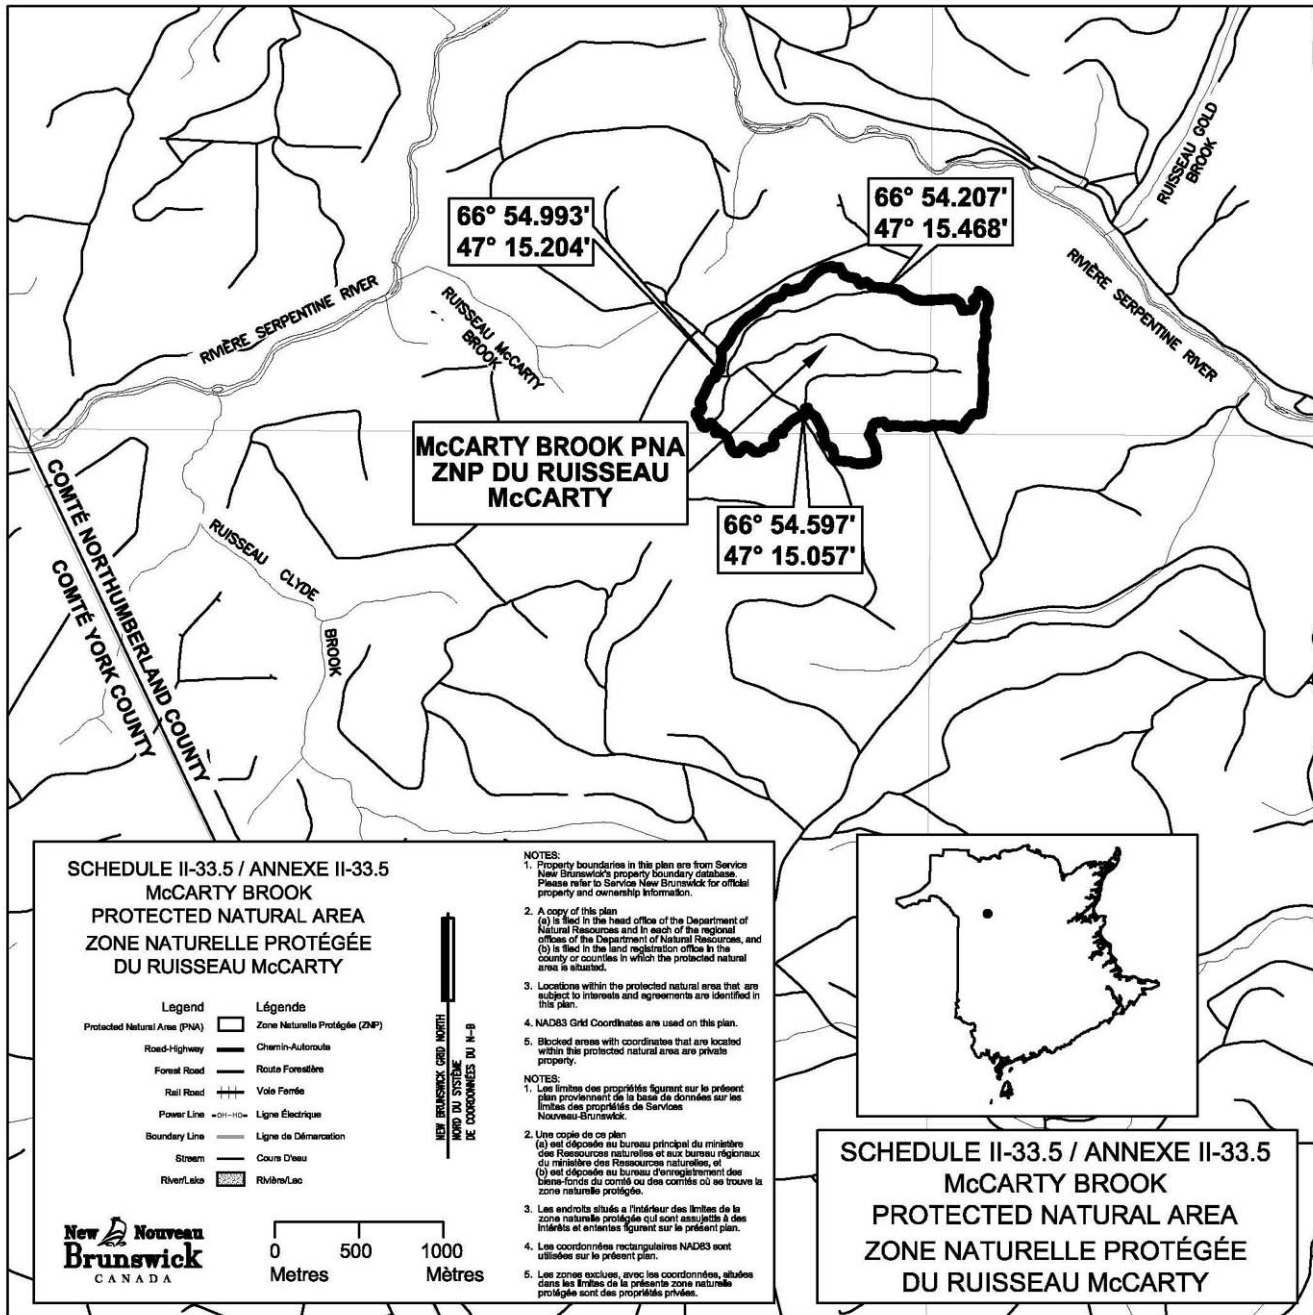 RUISSEAU GOLD
BROOK
66° 54.993'
47° 15.204'
66° 54.207'
47° 15.468'
RIVIÈRE SERPENTINE RIVER
RUISSEAU McCARTY
BROOK
RIVIÈRE SERPENTINE RIVER
McCARTY BROOK PNA
ZNP DU RUISSEAU
McCARTY
66° 54.597'
47° 15.057'
COMTÉ NORTHUMBERLAND COUNTY
COMTÉ YORK COUNTY
RUISSEAU CLYDE
BROOK
SCHEDULE II-33.5 / ANNEXE II-33.5
McCARTY BROOK
PROTECTED NATURAL AREA
ZONE NATURELLE PROTÉGÉE
DU RUISSEAU McCARTY
Legend Légende
Protected Natural Area (PNA) Zone Naturelle Protégée (ZNP)
Road-Highway Chemin-Autoroute
Forest Road Route Forestière
Rail Road Voie Ferrée
Power Line -OH-HO- Ligne Électrique
Boundary Line Ligne de Démarcation
Stream Cours D'eau
River/Lake Rivière/Lac
New Nouveau
Brunswick
CANADA
0 500 1000
Metres Mètres
NEW BRUNSWICK GRID NORTH
NORD DU SYSTÈME
DE COORDONNÉES DU N-B
NOTES:
1. Property boundaries in this plan are from Service
New Brunswick's property boundary database.
Please refer to Service New Brunswick for official
property and ownership information.
2. A copy of this plan
(a) is filed in the head office of the Department of
Natural Resources and in each of the regional
offices of the Department of Natural Resources, and
(b) is filed in the land registration office in the
county or counties in which the protected natural
area is situated.
3. Locations within the protected natural area that are
subject to interests and agreements are identified in
this plan.
4. NAD83 Grid Coordinates are used on this plan.
5. Blocked areas with coordinates that are located
within this protected natural area are private
property.
NOTES:
1. Les limites des propriétés figurant sur le présent
plan proviennent de la base de données sur les
limites des propriétés de Services
Nouveau-Brunswick.
2. Une copie de ce plan
(a) est déposée au bureau principal du ministère
des Ressources naturelles et aux bureau régionaux
du ministère des Ressources naturelles, et
(b) est déposée au bureau d'enregistrement des
biens-fonds du comté ou des comtés où se trouve la
zone naturelle protégée.
3. Les endroits situés a l'intérieur des limites de la
zone naturelle protégée qui sont assujettis à des
intérêts et ententes figurent sur le présent plan.
4. Les coordonnées rectangulaires NAD83 sont
utilisées sur le présent plan.
5. Les zones exclues, avec les coordonnées, situées
dans les limites de la présente zone naturelle
protégée sont des propriétés privées.
SCHEDULE II-33.5 / ANNEXE II-33.5
McCARTY BROOK
PROTECTED NATURAL AREA
ZONE NATURELLE PROTÉGÉE
DU RUISSEAU McCARTY